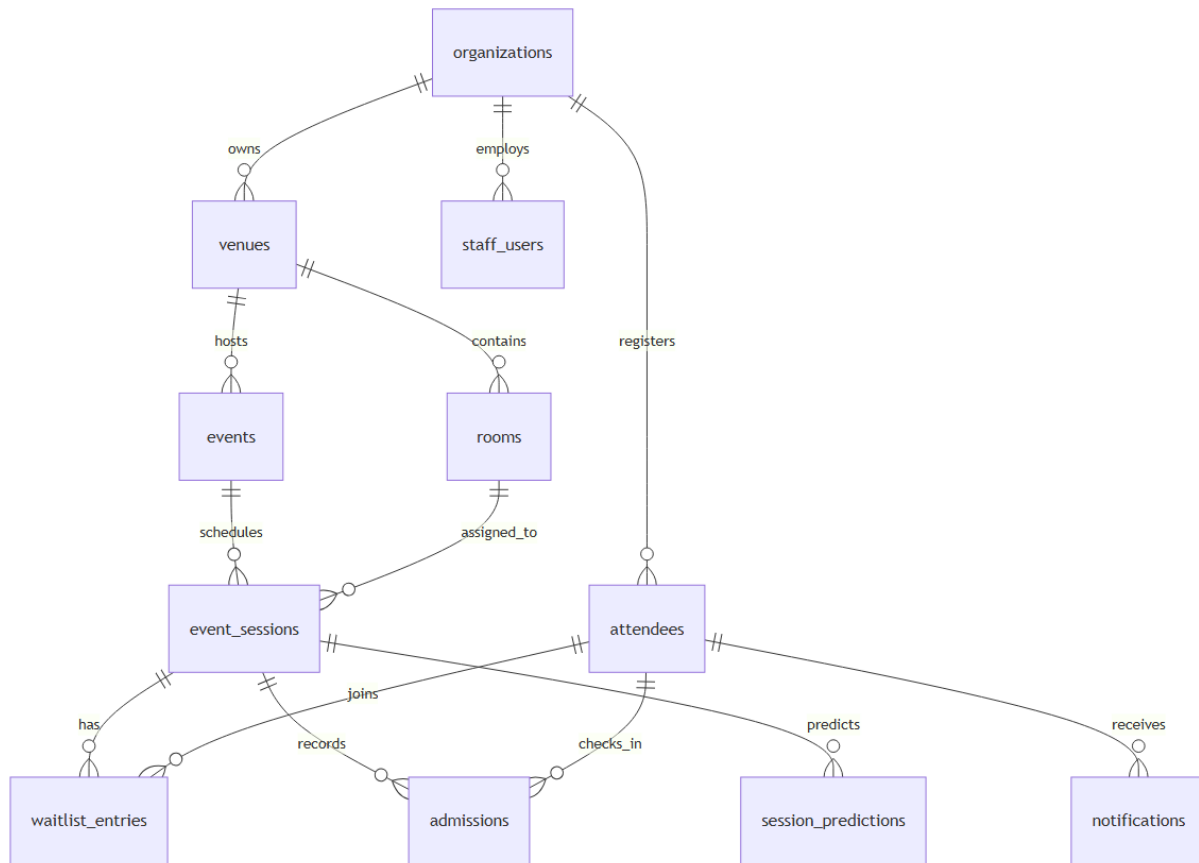 organizations
owns
employs
venues
staff_users
hosts
contains
registers
events
rooms
schedules
assigned_to
event_sessions
attendees
joins
has
records
checks_in
predicts
receives
waitlist_entries
admissions
session_predictions
notifications